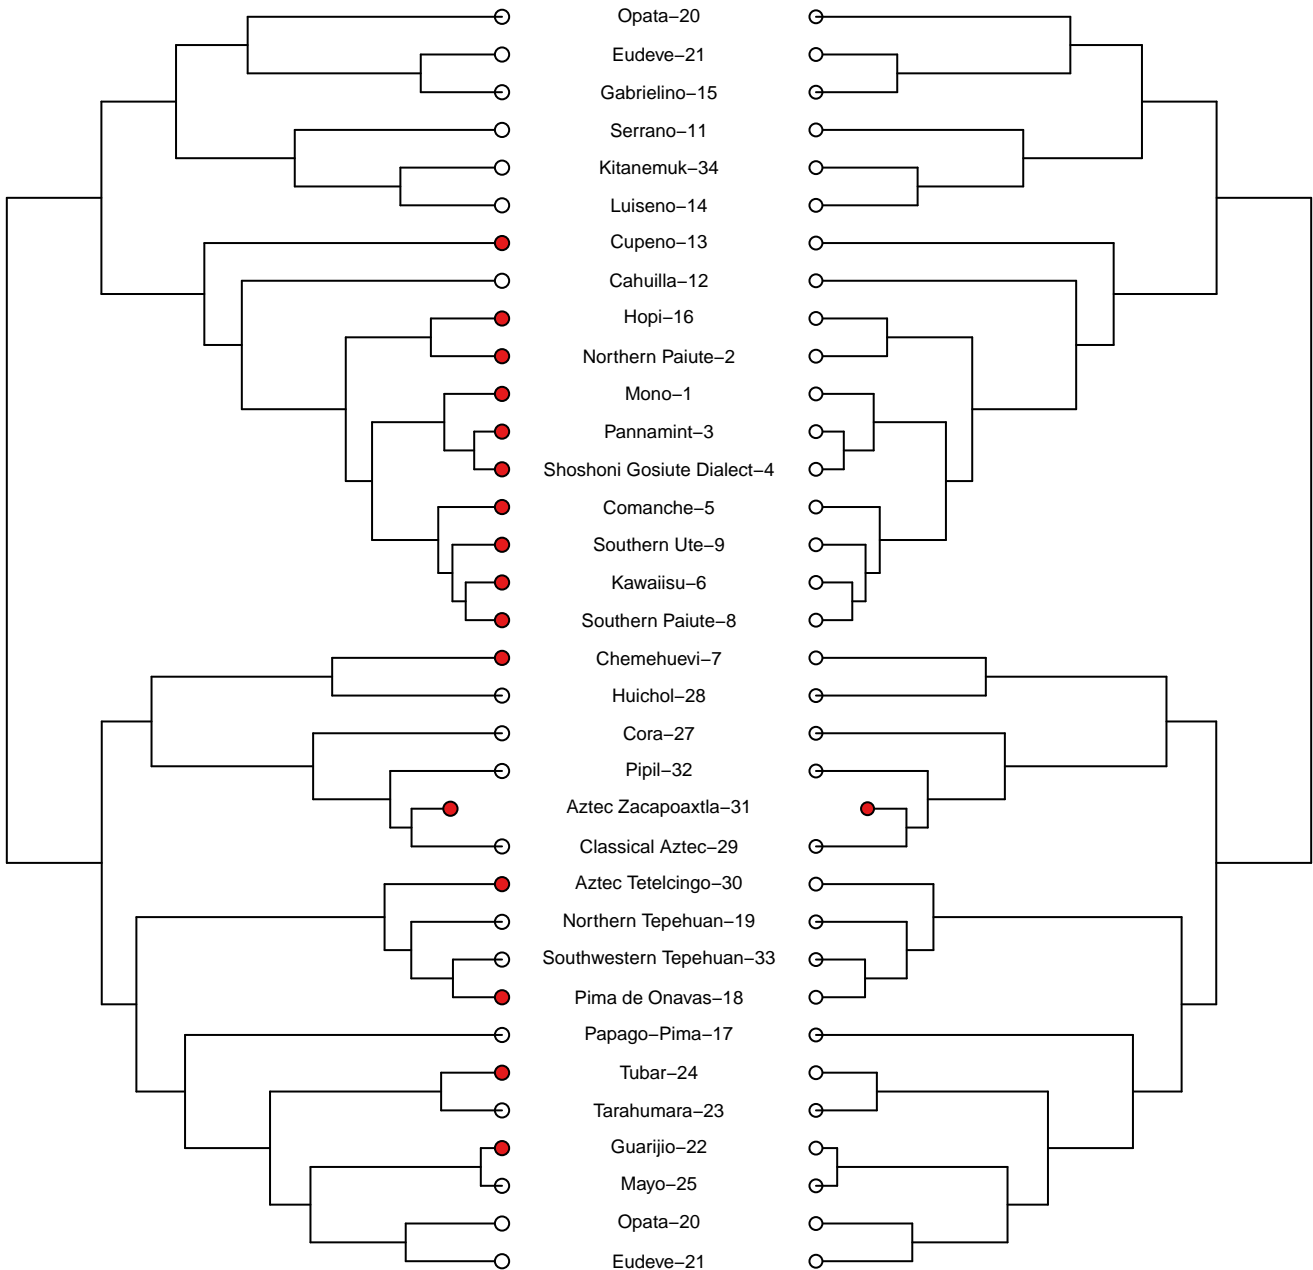 Opata−20
Eudeve−21
Gabrielino−15
Serrano−11
Kitanemuk−34
Luiseno−14
Cupeno−13
Cahuilla−12
Hopi−16
Northern Paiute−2
Mono−1
Pannamint−3
Shoshoni Gosiute Dialect−4
Comanche−5
Southern Ute−9
Kawaiisu−6
Southern Paiute−8
Chemehuevi−7
Huichol−28
Cora−27
Pipil−32
Aztec Zacapoaxtla−31
Classical Aztec−29
Aztec Tetelcingo−30
Northern Tepehuan−19
Southwestern Tepehuan−33
Pima de Onavas−18
Papago−Pima−17
Tubar−24
Tarahumara−23
Guarijio−22
Mayo−25
Opata−20
Eudeve−21